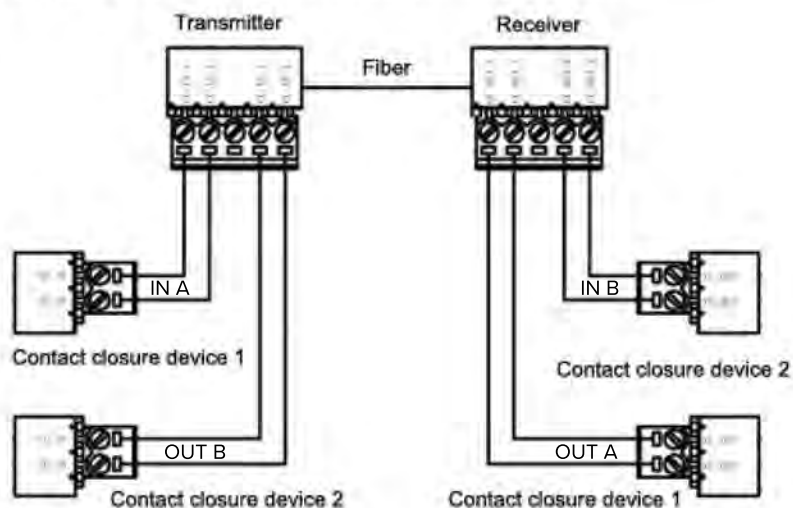 Transmitter
Receiver
Fiber
IN A
IN B
Contact closure device 1
Contact closure device 2
OUT B
OUT A
Contact closure device 2
Contact closure device 1